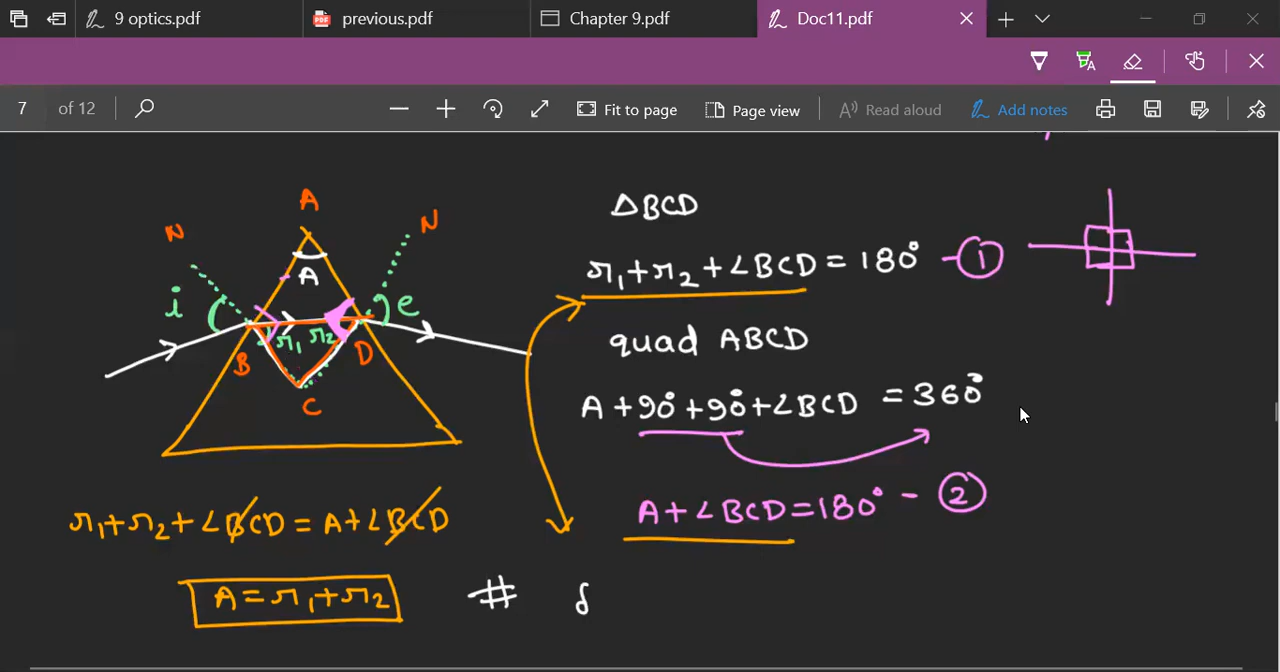 9 optics.pdf
previous.pdf
Chapter 9.pdf
Doc11.pdf
7 of 12
Fit to page
Page view
Read aloud
Add notes
A
N
N
A
i
e
r₁ r₂
B
D
C
ΔBCD
r₁+r₂+∠BCD=180° -①
quad ABCD
A+90°+90°+∠BCD =360°
A+∠BCD=180° - ②
r₁+r₂+∠BCD=A+∠BCD
A=r₁+r₂
# δ